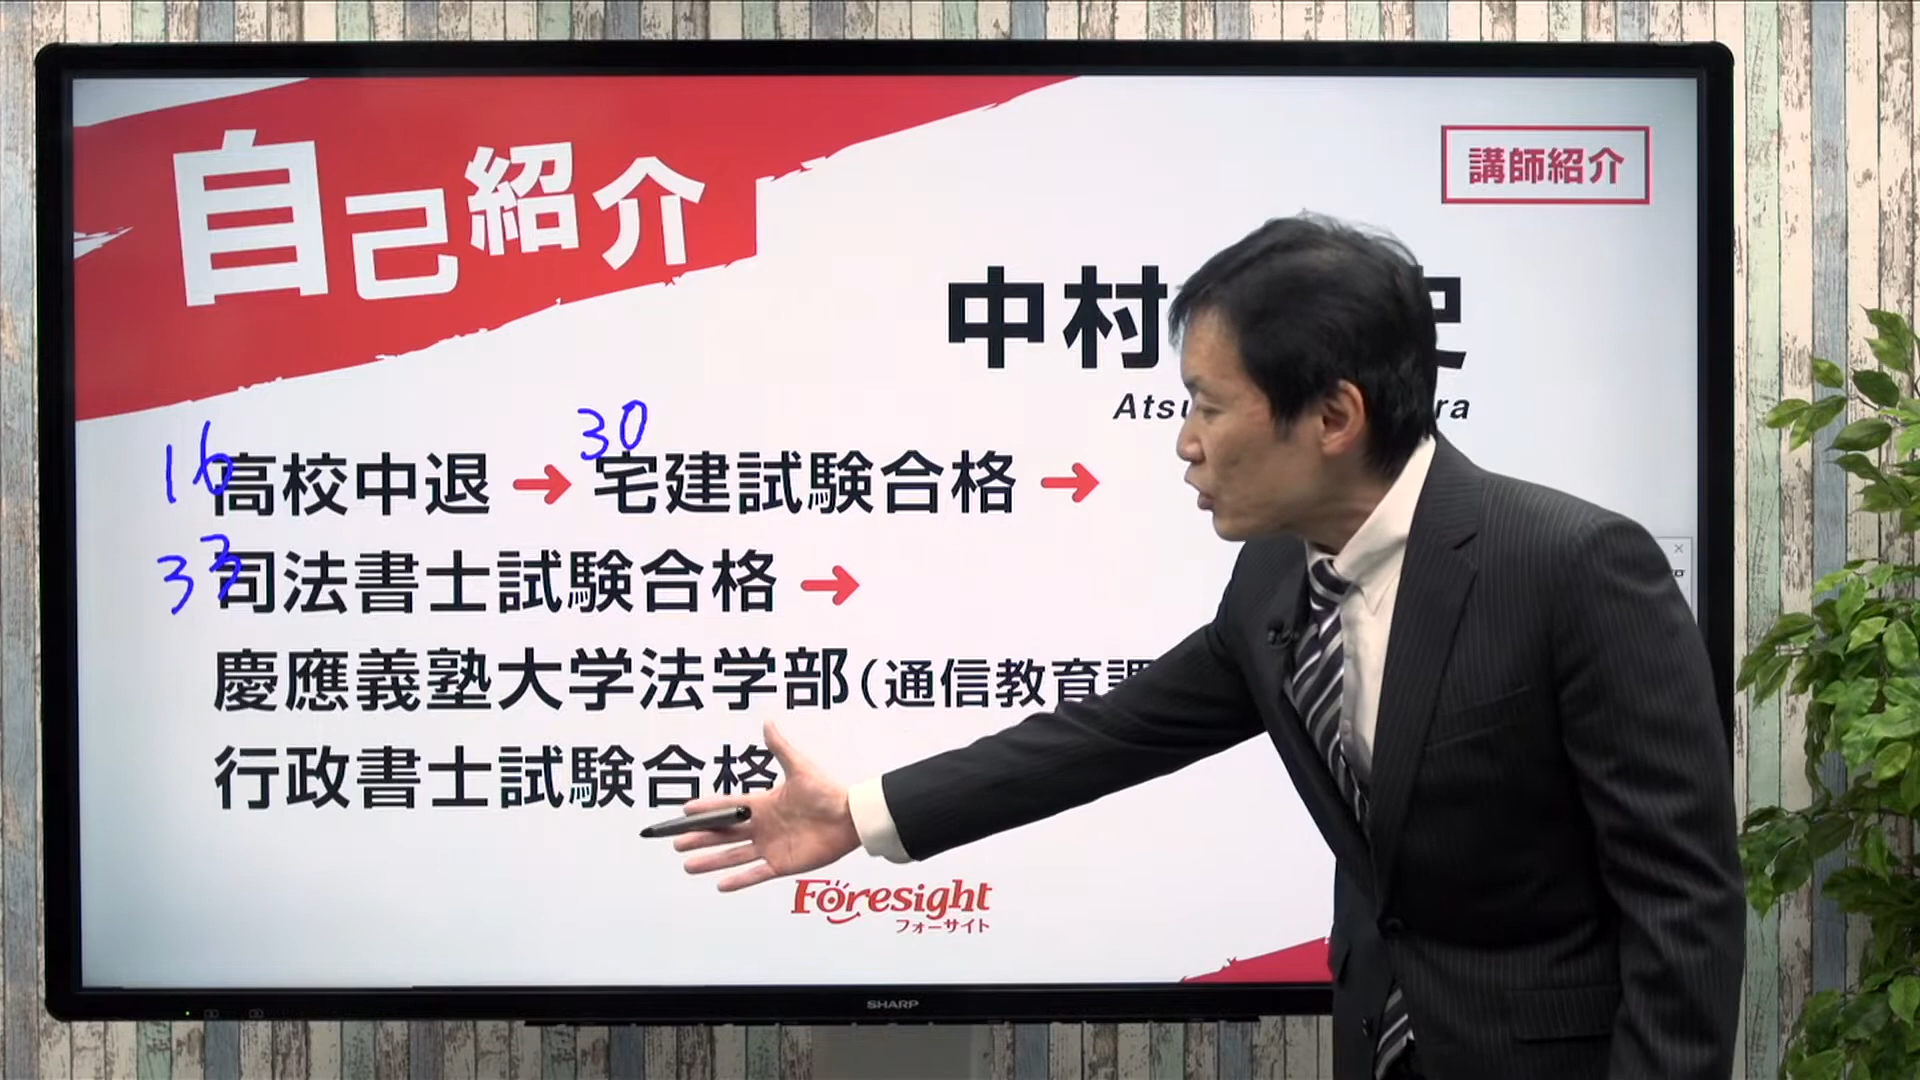 自己紹介
講師紹介
中村 史
Atsu ra
16 30
高校中退 → 宅建試験合格 →
33
司法書士試験合格 →
慶應義塾大学法学部(通信教育課
行政書士試験合格
Foresight
フォーサイト
SHARP